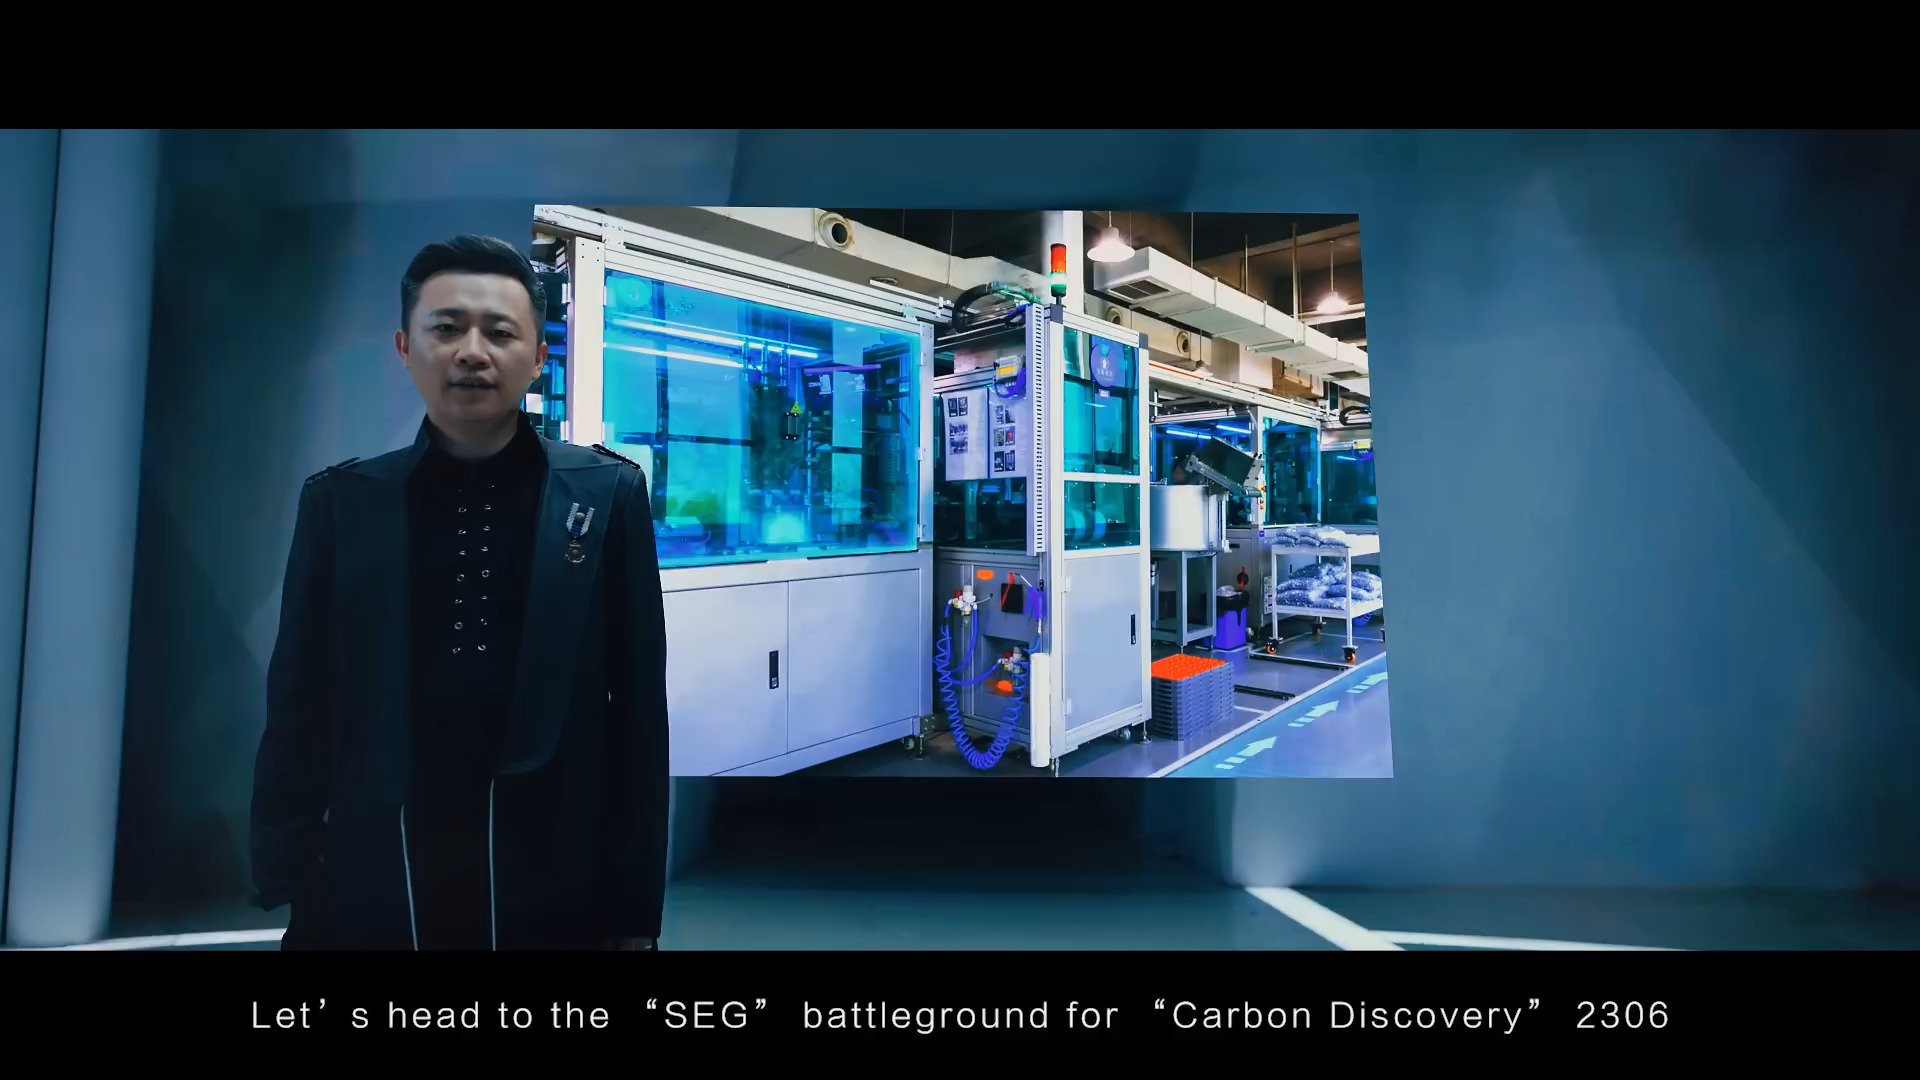 Let’s head to the “SEG” battleground for “Carbon Discovery” 2306